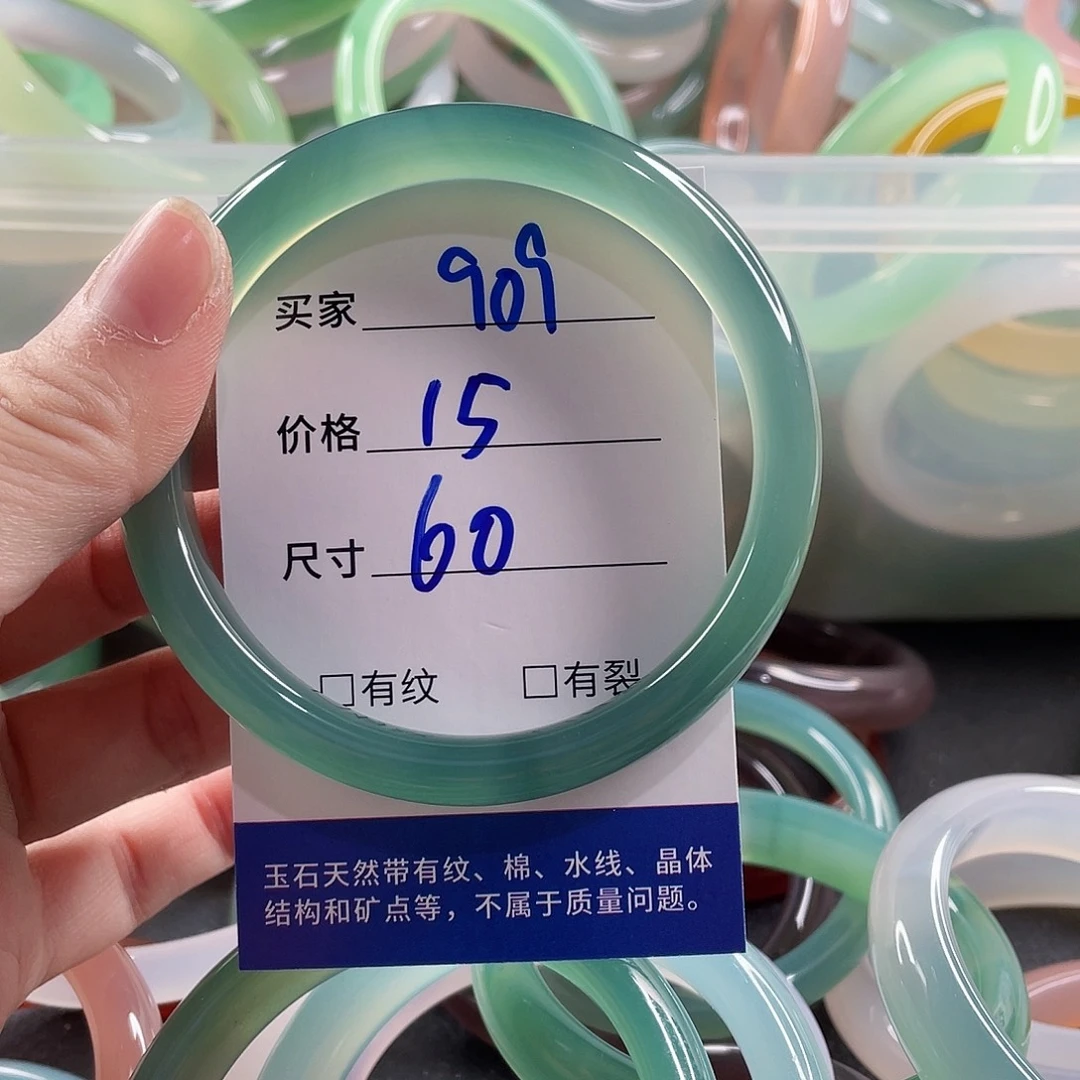 买家 909
价格 15
尺寸 60
□有纹 □有裂
玉石天然带有纹、棉、水线、晶体
结构和矿点等，不属于质量问题。